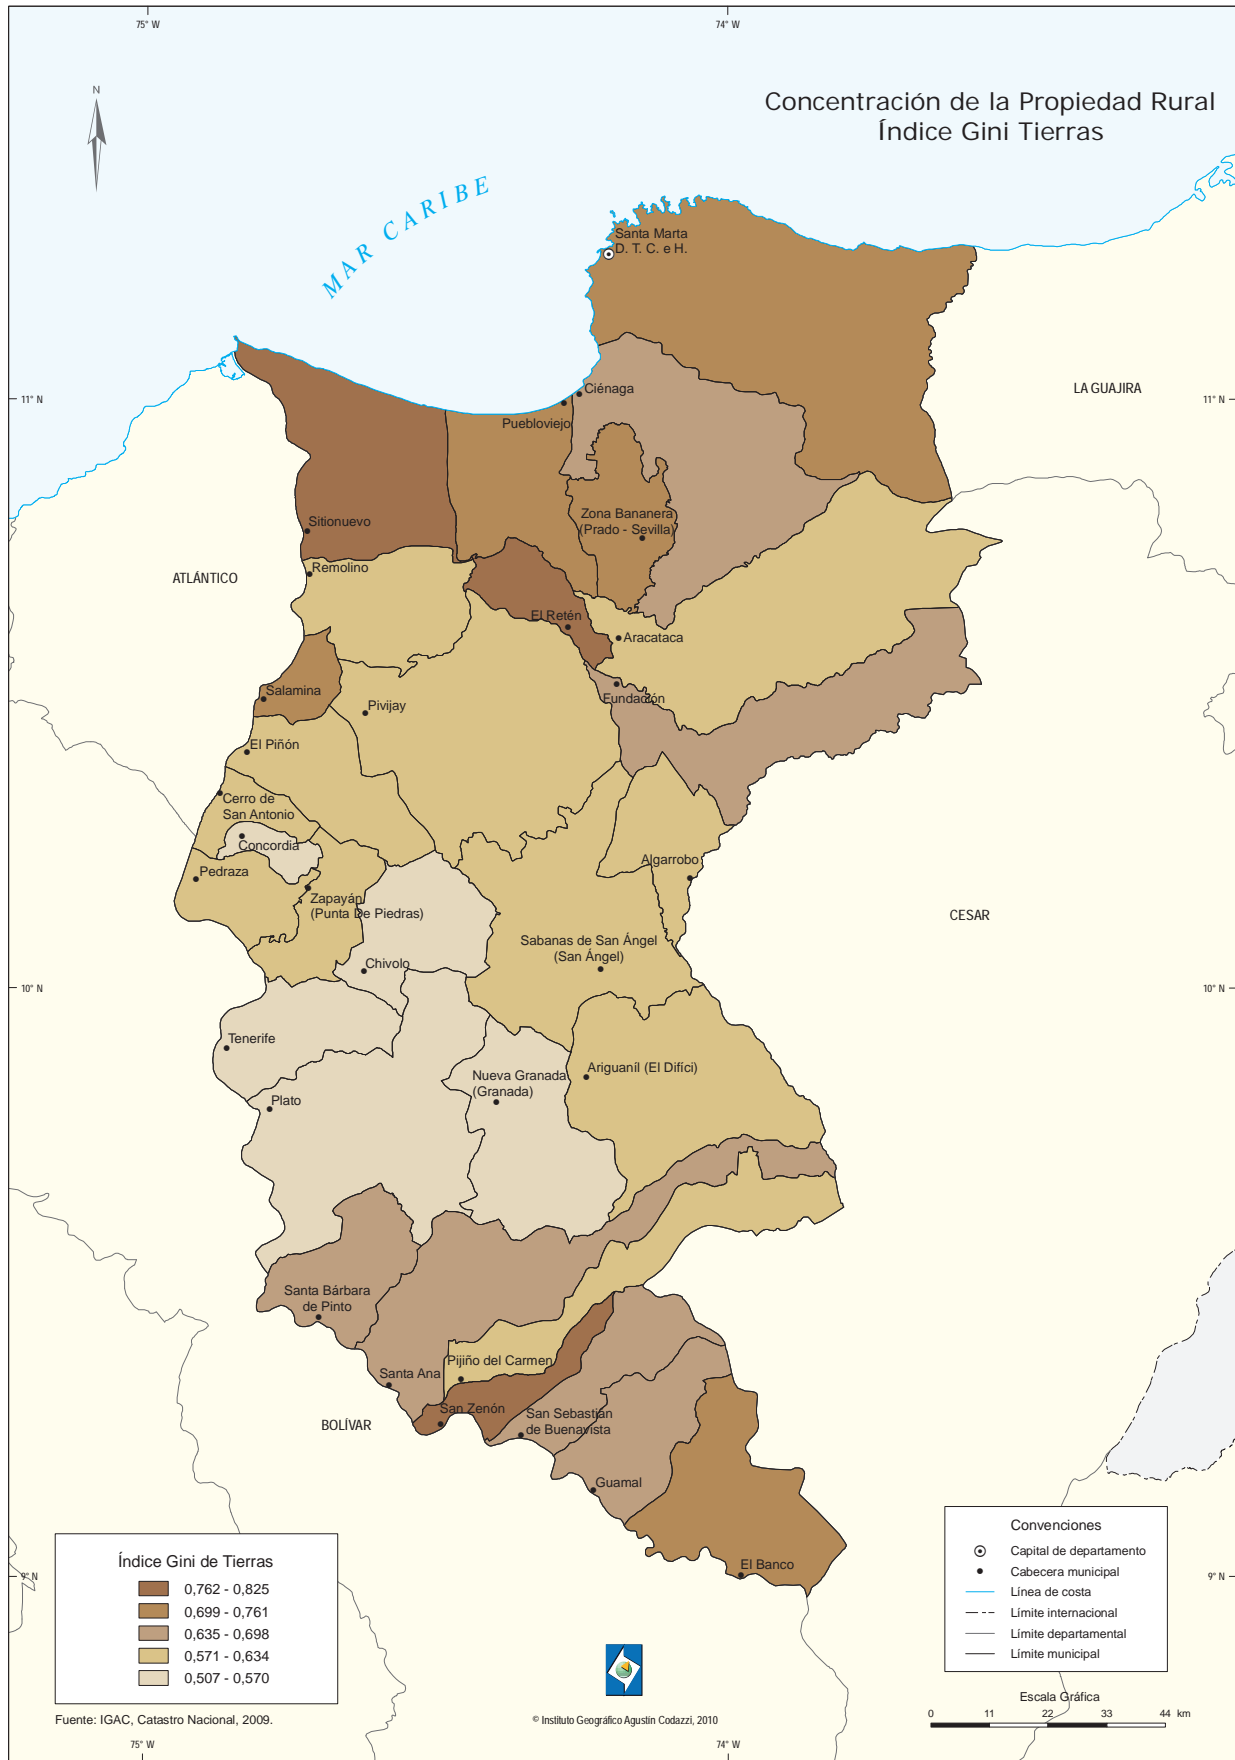 75° W
74° W
N
Concentración de la Propiedad Rural
Índice Gini Tierras
MAR CARIBE
Santa Marta
D. T. C. e H.
11° N
Ciénaga
LA GUAJIRA
11° N
Puebloviejo
Zona Bananera
(Prado - Sevilla)
Sitionuevo
ATLÁNTICO
Remolino
El Retén
Aracataca
Salamina
Fundación
Pivijay
El Piñón
Cerro de
San Antonio
Concordia
Algarrobo
Pedraza
Zapayán
(Punta De Piedras)
CESAR
Sabanas de San Ángel
(San Ángel)
Chivolo
10° N
10° N
Tenerife
Nueva Granada
(Granada)
Ariguaníl (El Difíci)
Plato
Santa Bárbara
de Pinto
Pijiño del Carmen
Santa Ana
San Zenón
San Sebastián
de Buenavista
BOLÍVAR
Guamal
El Banco
9° N
9° N
Índice Gini de Tierras
0,762 - 0,825
0,699 - 0,761
0,635 - 0,698
0,571 - 0,634
0,507 - 0,570
Convenciones
Capital de departamento
Cabecera municipal
Línea de costa
Límite internacional
Límite departamental
Límite municipal
Escala Gráfica
0 11 22 33 44 km
Fuente: IGAC, Catastro Nacional, 2009.
© Instituto Geográfico Agustín Codazzi, 2010
75° W
74° W